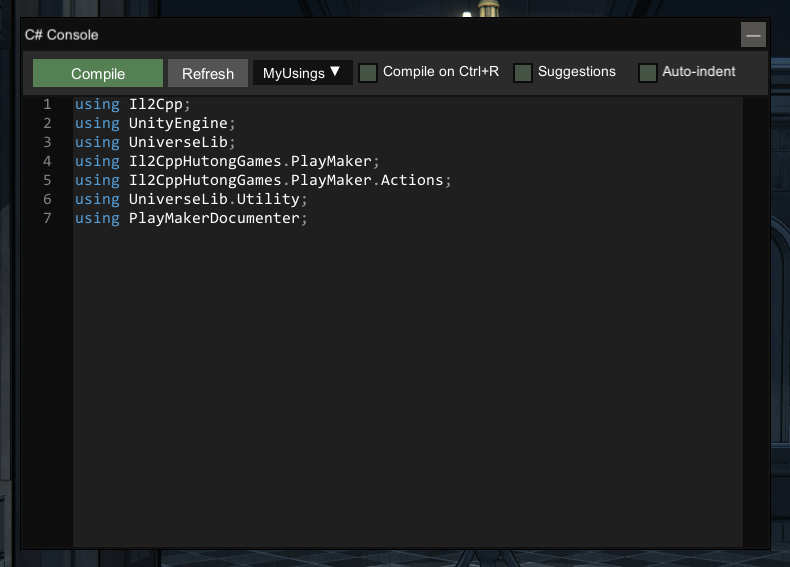 C# Console
Compile Refresh MyUsings ▼ Compile on Ctrl+R Suggestions Auto-indent
1 using Il2Cpp;
2 using UnityEngine;
3 using UniverseLib;
4 using Il2CppHutongGames.PlayMaker;
5 using Il2CppHutongGames.PlayMaker.Actions;
6 using UniverseLib.Utility;
7 using PlayMakerDocumenter;